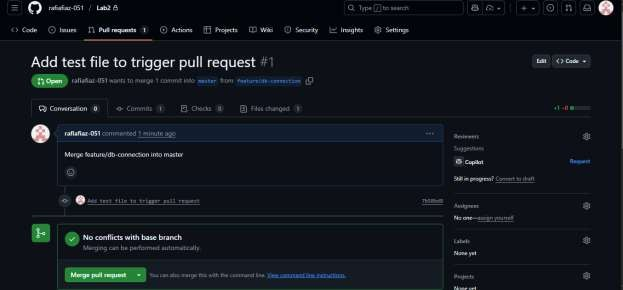 rafiafiaz-051 / Lab2
Type / to search
Code Issues Pull requests 1 Actions Projects Wiki Security Insights Settings
Add test file to trigger pull request #1
Edit Code
Open rafiafiaz-051 wants to merge 1 commit into master from feature/db-connection
Conversation 0 Commits 1 Checks 0 Files changed 1
+1 -0
rafiafiaz-051 commented 1 minute ago
Merge feature/db-connection into master
Add test file to trigger pull request
No conflicts with base branch
Merging can be performed automatically.
Merge pull request You can also merge this with the command line. View command line instructions.
Reviewers
Suggestions
Copilot Request
Still in progress? Convert to draft
Assignees
No one—assign yourself
Labels
None yet
Projects
None yet